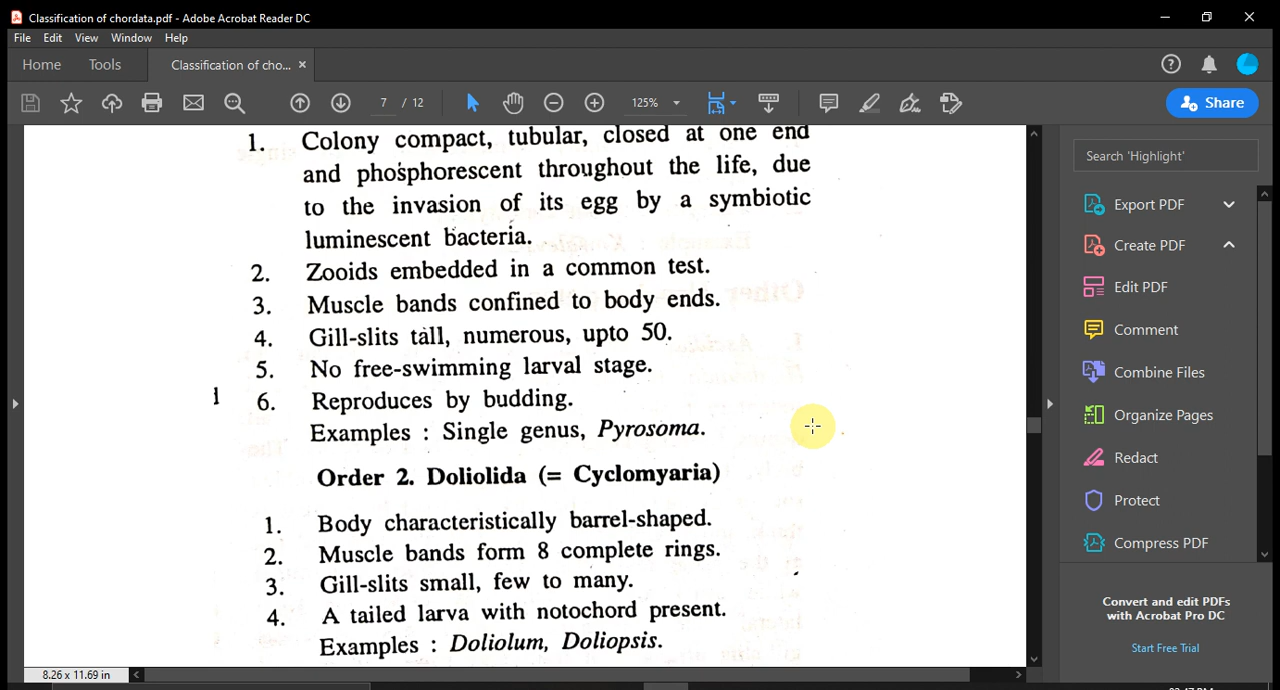 Classification of chordata.pdf - Adobe Acrobat Reader DC
File Edit View Window Help
Home Tools Classification of cho... ×
7 / 12 125% Share
1. Colony compact, tubular, closed at one end
and phosphorescent throughout the life, due
to the invasion of its egg by a symbiotic
luminescent bacteria.
2. Zooids embedded in a common test.
3. Muscle bands confined to body ends.
4. Gill-slits tall, numerous, upto 50.
5. No free-swimming larval stage.
6. Reproduces by budding.
Examples : Single genus, Pyrosoma.
Order 2. Doliolida (= Cyclomyaria)
1. Body characteristically barrel-shaped.
2. Muscle bands form 8 complete rings.
3. Gill-slits small, few to many.
4. A tailed larva with notochord present.
Examples : Doliolum, Doliopsis.
8.26 x 11.69 in
Search 'Highlight'
Export PDF
Create PDF
Edit PDF
Comment
Combine Files
Organize Pages
Redact
Protect
Compress PDF
Convert and edit PDFs
with Acrobat Pro DC
Start Free Trial